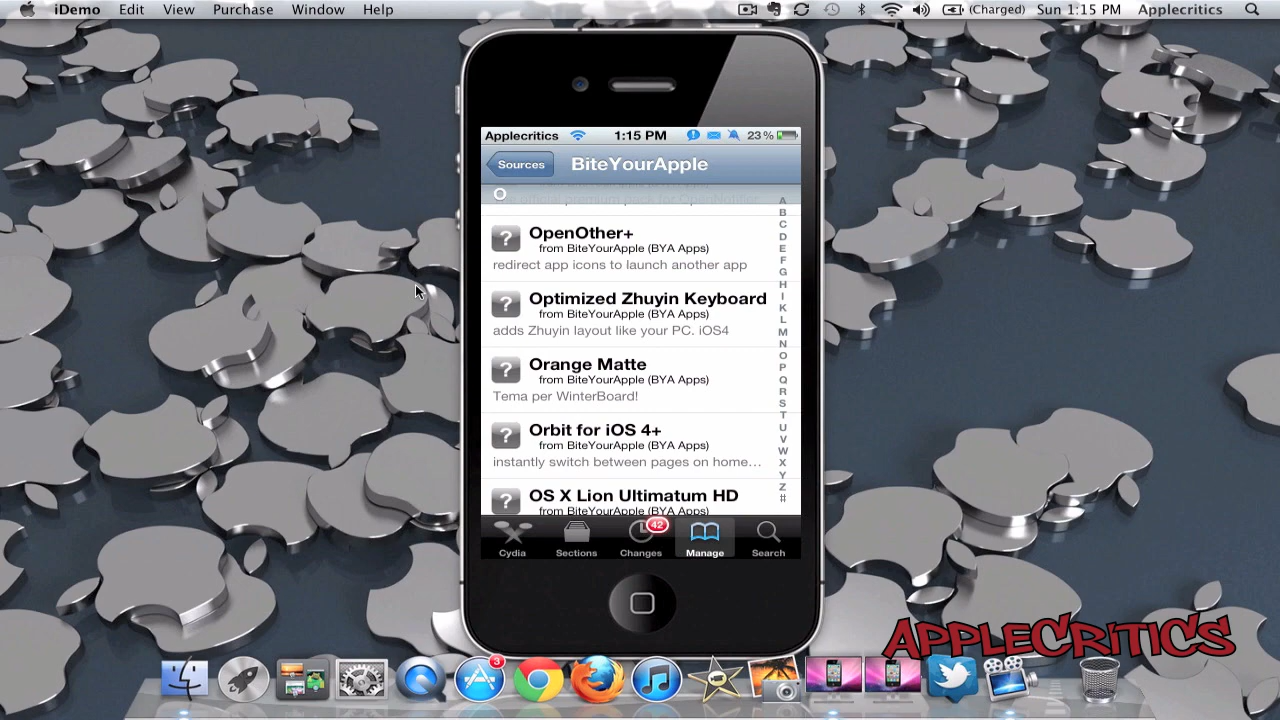 iDemo Edit View Purchase Window Help (Charged) Sun 1:15 PM Applecritics
Applecritics 1:15 PM 23%
Sources BiteYourApple
O
OpenOther+
from BiteYourApple (BYA Apps)
redirect app icons to launch another app
Optimized Zhuyin Keyboard
from BiteYourApple (BYA Apps)
adds Zhuyin layout like your PC. iOS4
Orange Matte
from BiteYourApple (BYA Apps)
Tema per WinterBoard!
Orbit for iOS 4+
from BiteYourApple (BYA Apps)
instantly switch between pages on home…
OS X Lion Ultimatum HD
from BiteYourApple (BYA Apps)
A
B
C
D
E
F
G
H
I
K
L
M
N
O
P
Q
R
S
T
U
V
W
X
Y
Z
#
42
Cydia Sections Changes Manage Search
APPLECRITICS
3